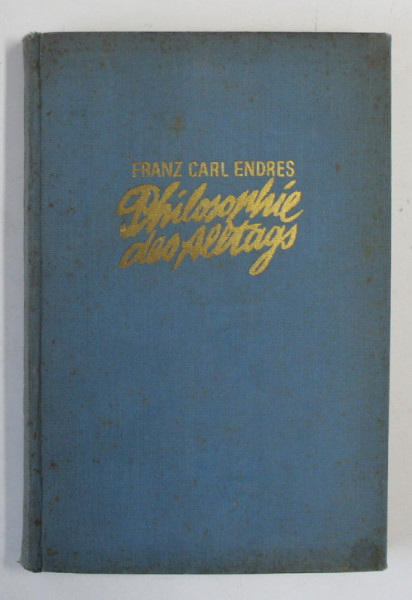 FRANZ CARL ENDRES
Philosophie
des Alltags